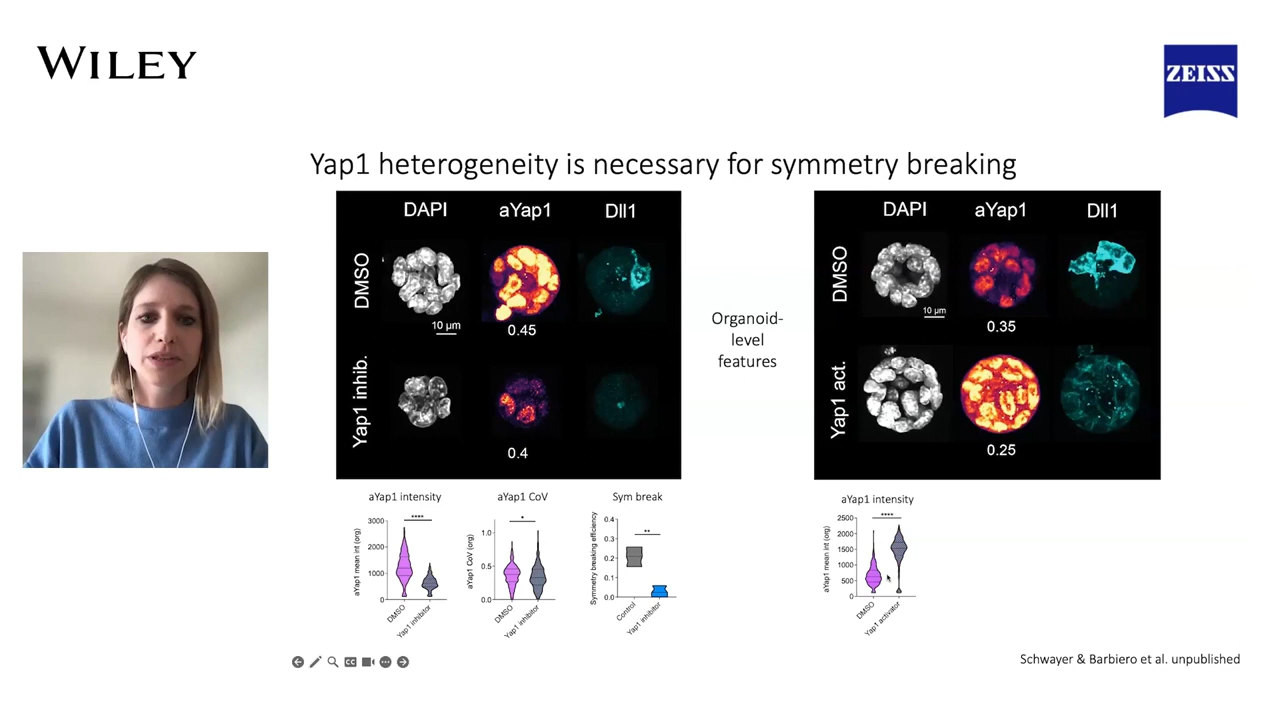 WILEY
ZEISS
Yap1 heterogeneity is necessary for symmetry breaking
DAPI aYap1 Dll1
DMSO
10 µm
0.45
Yap1 inhib.
0.4
Organoid-
level
features
DAPI aYap1 Dll1
DMSO
10 µm
0.35
Yap1 act.
0.25
aYap1 intensity
aYap1 mean int (org)
3000
2000
1000
0
****
DMSO
Yap1 inhibitor
aYap1 CoV
aYap1 CoV (org)
1.0
0.5
0.0
*
DMSO
Yap1 inhibitor
Sym break
Symmetry breaking efficiency
0.4
0.3
0.2
0.1
0.0
**
Control
Yap1 inhibitor
aYap1 intensity
aYap1 mean int (org)
2500
2000
1500
1000
500
0
****
DMSO
Yap1 activator
CC
Schwayer & Barbiero et al. unpublished